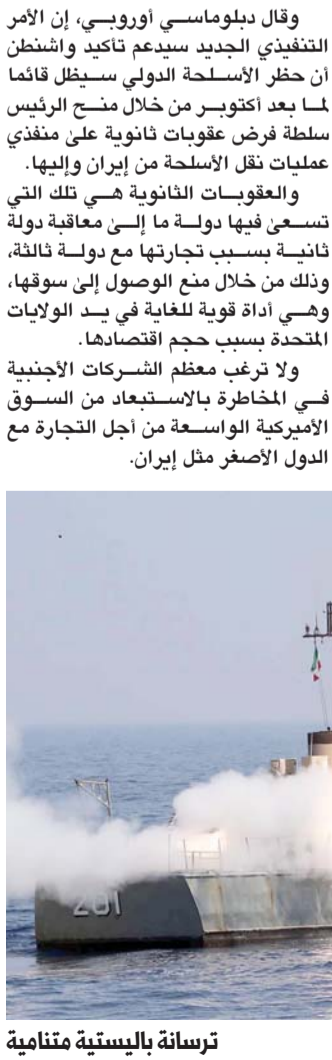 وقال دبلوماسي أوروبي، إن الأمر
التنفيذي الجديد سيدعم تأكيد واشنطن
أن حظر الأسلحة الدولي سيظل قائما
لما بعد أكتوبر من خلال منح الرئيس
سلطة فرض عقوبات ثانوية على منفذي
عمليات نقل الأسلحة من إيران وإليها.
والعقوبات الثانوية هي تلك التي
تسعى فيها دولة ما إلى معاقبة دولة
ثانية بسبب تجارتها مع دولة ثالثة،
وذلك من خلال منع الوصول إلى سوقها،
وهي أداة قوية للغاية في يد الولايات
المتحدة بسبب حجم اقتصادها.
ولا ترغب معظم الشركات الأجنبية
في المخاطرة بالاستبعاد من السوق
الأميركية الواسعة من أجل التجارة مع
الدول الأصغر مثل إيران.
201
ترسانة باليستية متنامية